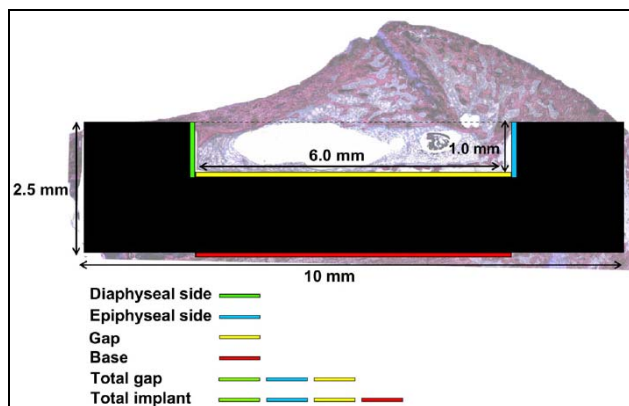 6.0 mm
1.0 mm
2.5 mm
10 mm
Diaphyseal side
Epiphyseal side
Gap
Base
Total gap
Total implant